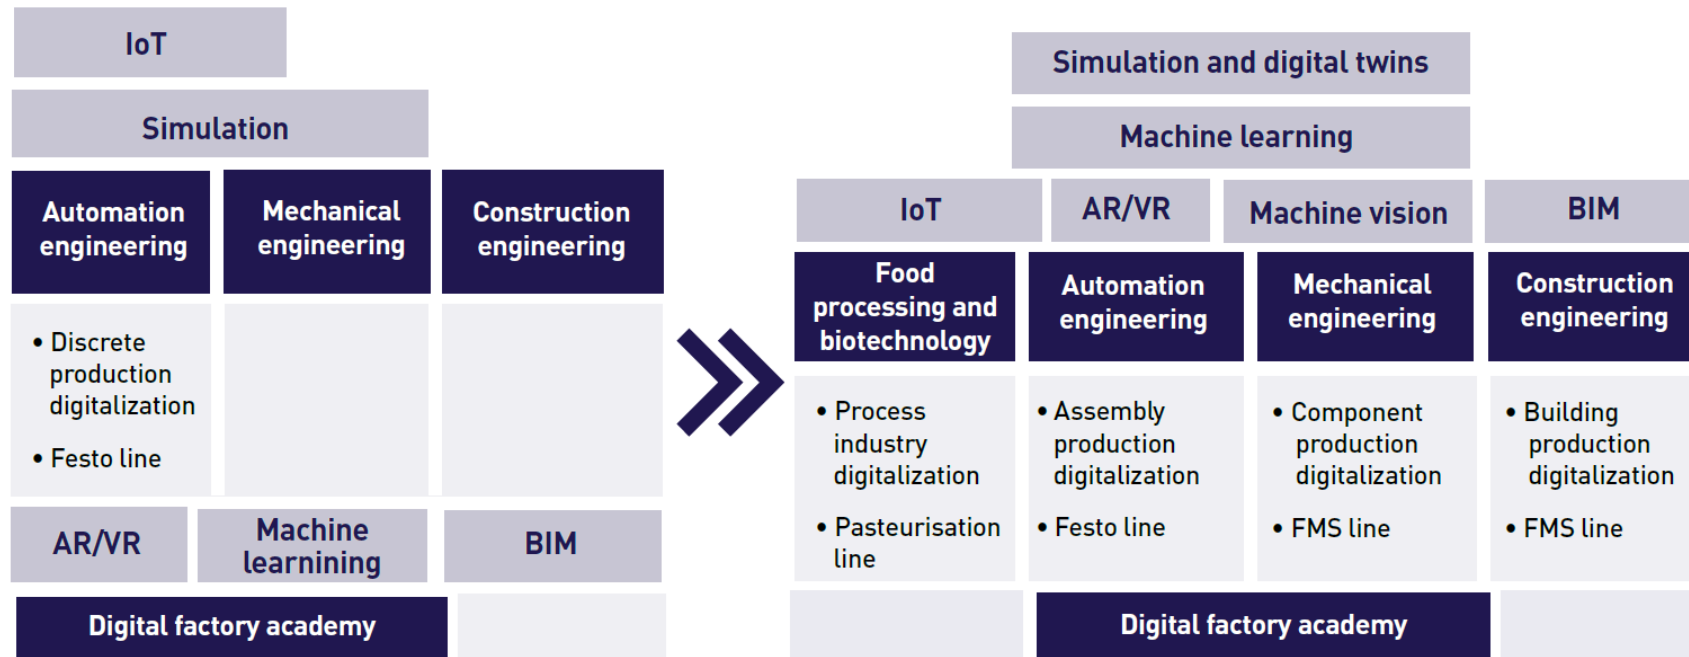 IoT
Simulation
Automation
engineering
Mechanical
engineering
Construction
engineering
• Discrete
production
digitalization
• Festo line
AR/VR
Machine
learnining
BIM
Digital factory academy
Simulation and digital twins
Machine learning
IoT
AR/VR
Machine vision
BIM
Food
processing and
biotechnology
Automation
engineering
Mechanical
engineering
Construction
engineering
• Process
industry
digitalization
• Pasteurisation
line
• Assembly
production
digitalization
• Festo line
• Component
production
digitalization
• FMS line
• Building
production
digitalization
• FMS line
Digital factory academy